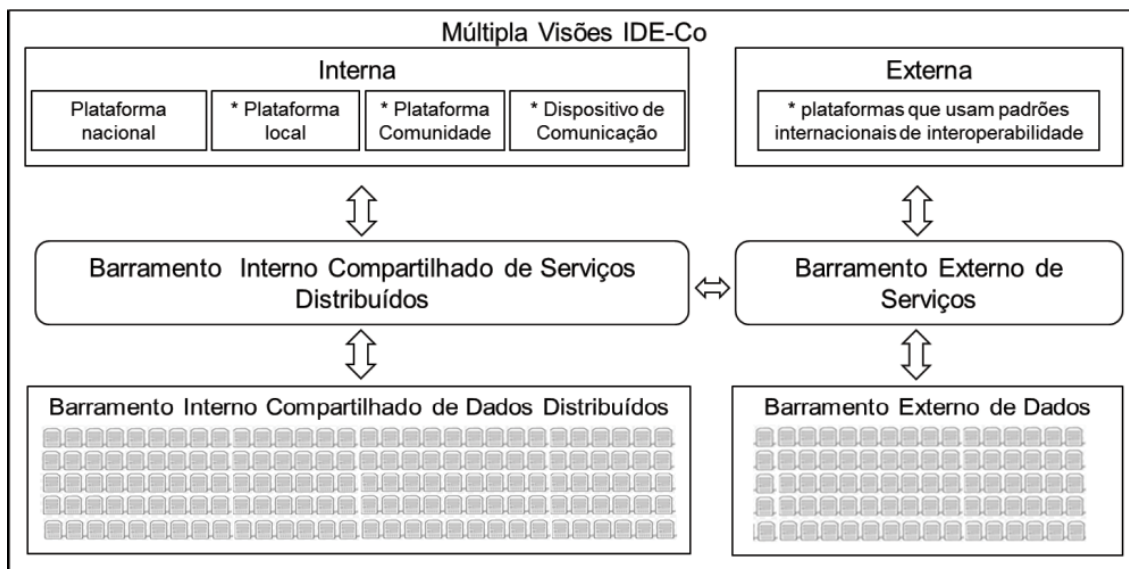 Múltipla Visões IDE-Co
Interna
Plataforma
nacional
* Plataforma
local
* Plataforma
Comunidade
* Dispositivo de
Comunicação
Externa
* plataformas que usam padrões
internacionais de interoperabilidade
Barramento Interno Compartilhado de Serviços
Distribuídos
Barramento Externo de
Serviços
Barramento Interno Compartilhado de Dados Distribuídos
Barramento Externo de Dados